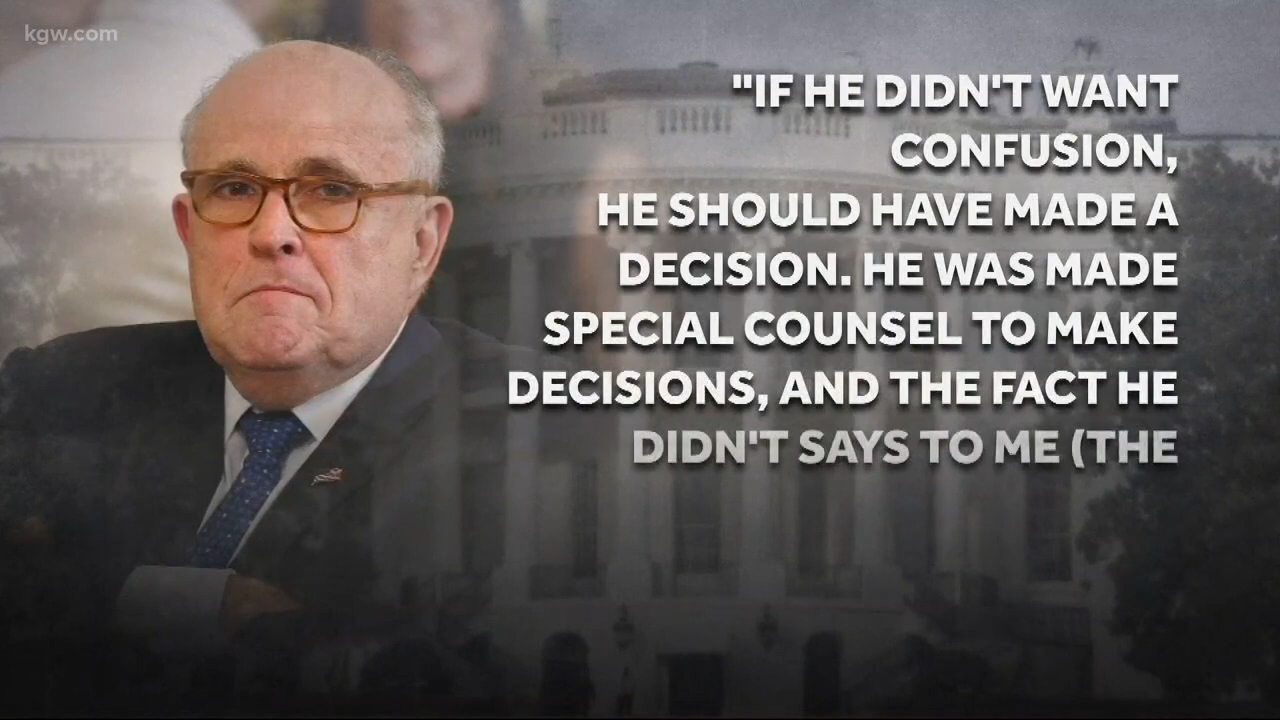 kgw.com
"IF HE DIDN'T WANT
CONFUSION,
HE SHOULD HAVE MADE A
DECISION. HE WAS MADE
SPECIAL COUNSEL TO MAKE
DECISIONS, AND THE FACT HE
DIDN'T SAYS TO ME (THE